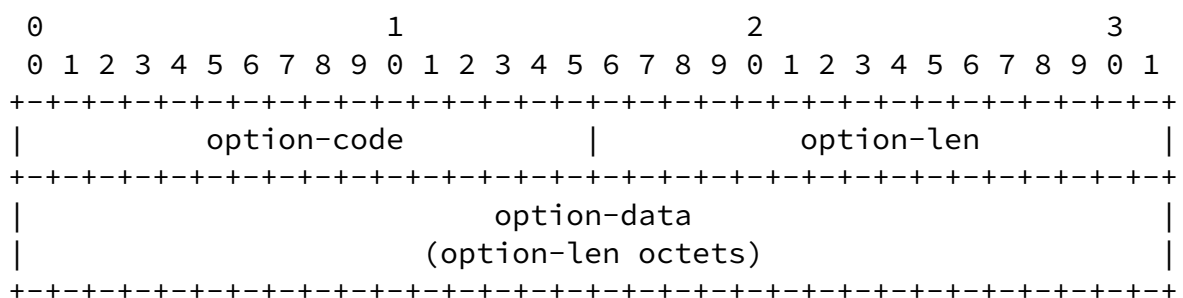 0                   1                   2                   3
 0 1 2 3 4 5 6 7 8 9 0 1 2 3 4 5 6 7 8 9 0 1 2 3 4 5 6 7 8 9 0 1
+-+-+-+-+-+-+-+-+-+-+-+-+-+-+-+-+-+-+-+-+-+-+-+-+-+-+-+-+-+-+-+-+
|          option-code          |           option-len          |
+-+-+-+-+-+-+-+-+-+-+-+-+-+-+-+-+-+-+-+-+-+-+-+-+-+-+-+-+-+-+-+-+
|                          option-data                          |
|                      (option-len octets)                      |
+-+-+-+-+-+-+-+-+-+-+-+-+-+-+-+-+-+-+-+-+-+-+-+-+-+-+-+-+-+-+-+-+